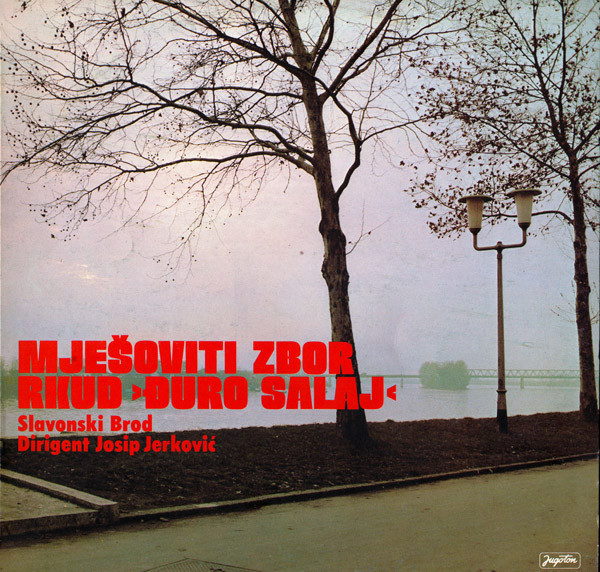 MJEŠOVITI ZBOR
RKUD >ĐURO SALAJ<
Slavonski Brod
Dirigent Josip Jerković
Jugoton